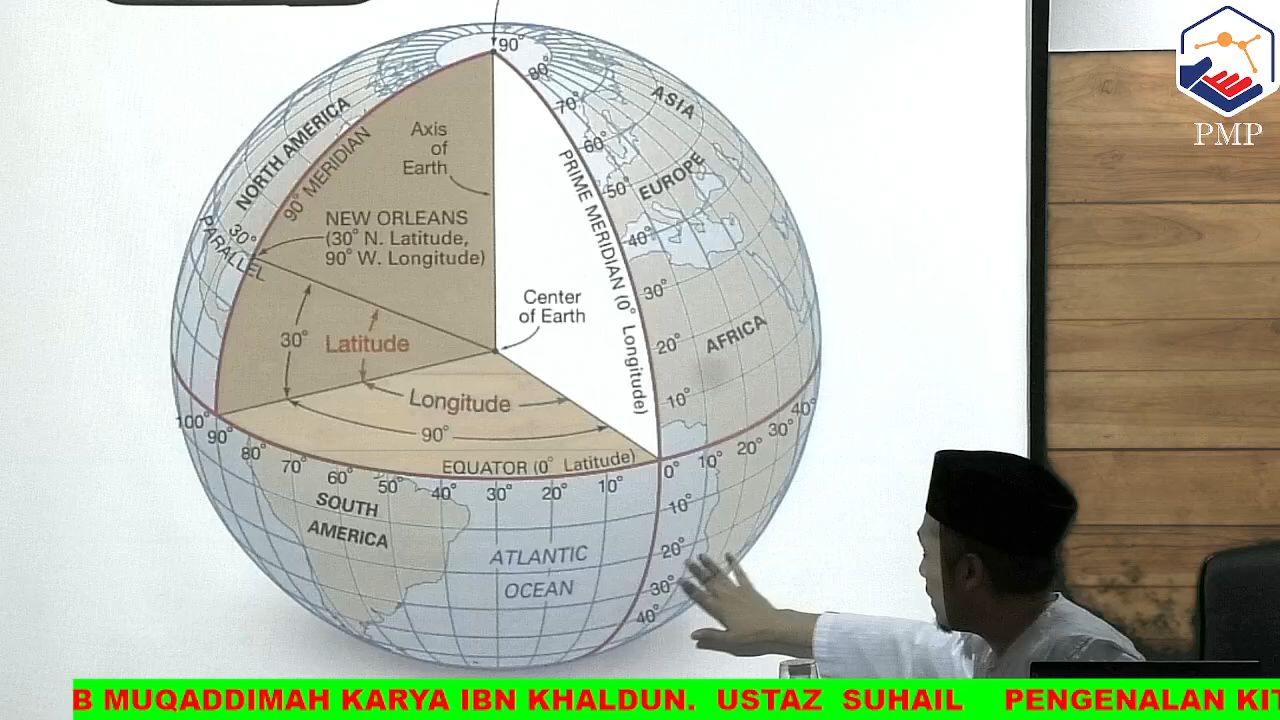 90°
80°
70°
60°
50°
40°
30°
20°
10°
ASIA
EUROPE
AFRICA
NORTH AMERICA
90° MERIDIAN
30°
PARALLEL
Axis
of
Earth
NEW ORLEANS
(30° N. Latitude,
90° W. Longitude)
PRIME MERIDIAN (0° Longitude)
Center
of Earth
30°
Latitude
Longitude
90°
EQUATOR (0° Latitude)
100° 90° 80° 70° 60° 50° 40° 30° 20° 10° 0° 10° 20° 30° 40°
SOUTH
AMERICA
ATLANTIC
OCEAN
10°
20°
30°
40°
PMP
B MUQADDIMAH KARYA IBN KHALDUN. USTAZ SUHAIL PENGENALAN KIT